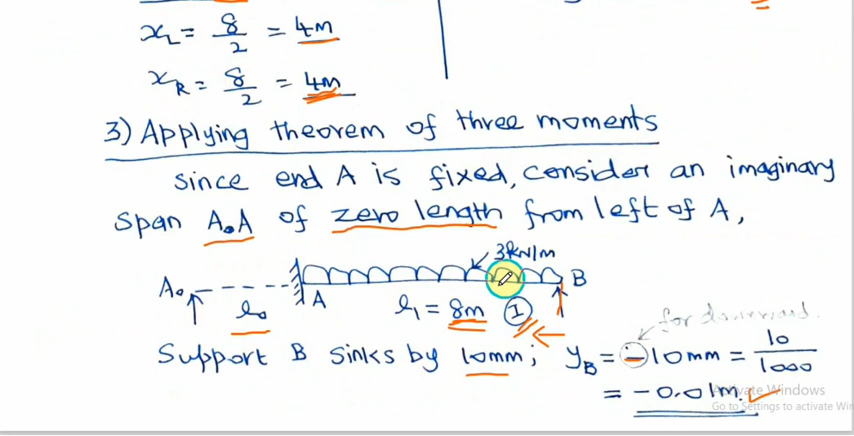 x_L = 8/2 = 4m
x_R = 8/2 = 4m
3) Applying theorem of three moments
since end A is fixed, consider an imaginary
span A₀A of zero length from left of A,
3kN/m
A₀ A B
l₀ l₁ = 8m I
for downward.
Support B sinks by 10mm; y_B = -10mm = 10/1000
= -0.01m.
Activate Windows
Go to Settings to activate Win